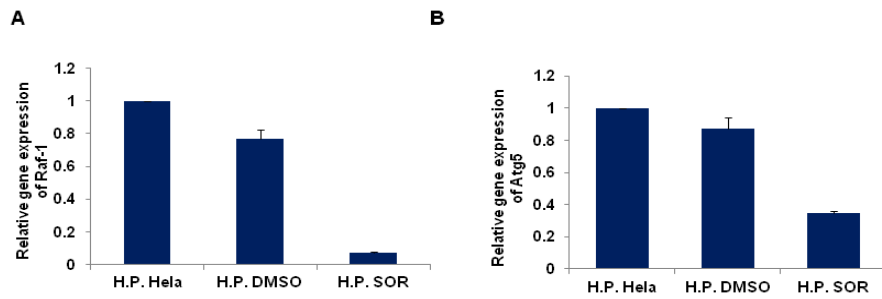 A
Relative gene expression
of Raf-1
1.2
1
0.8
0.6
0.4
0.2
0
H.P. Hela
H.P. DMSO
H.P. SOR
B
Relative gene expression
of Atg5
1.2
1
0.8
0.6
0.4
0.2
0
H.P. Hela
H.P. DMSO
H.P. SOR